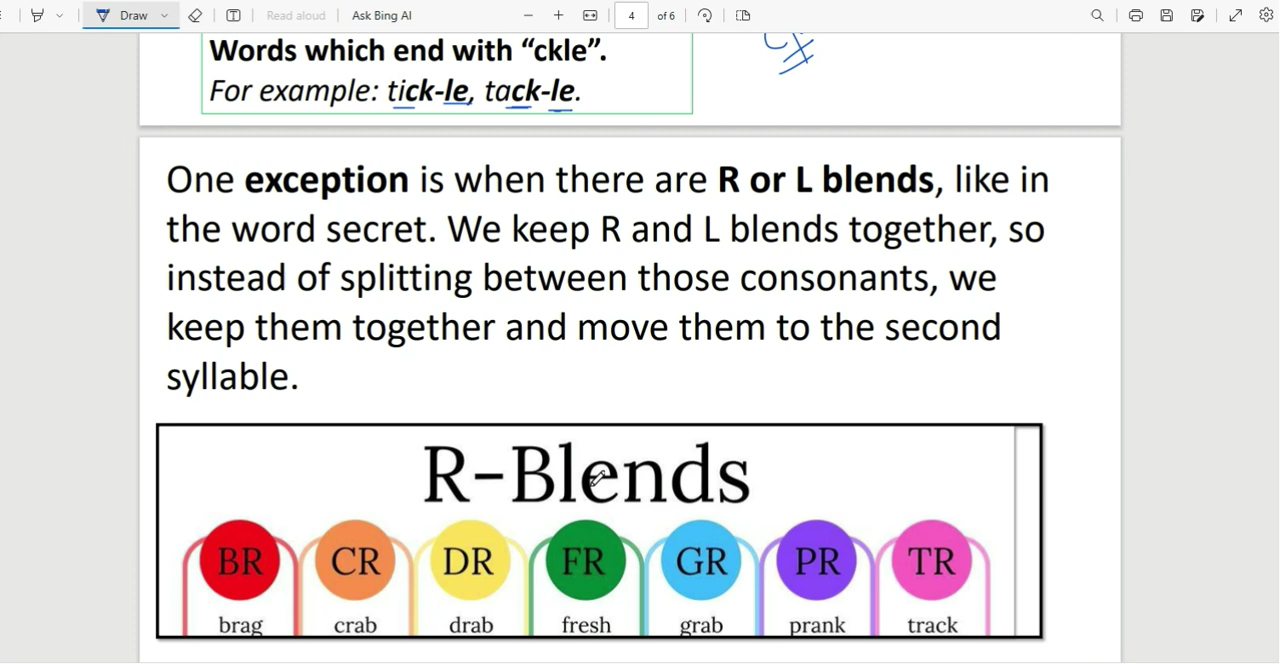 Draw
Read aloud
Ask Bing AI
4 of 6
Words which end with “ckle”.
For example: tick-le, tack-le.
One exception is when there are R or L blends, like in
the word secret. We keep R and L blends together, so
instead of splitting between those consonants, we
keep them together and move them to the second
syllable.
R-Blends
BR CR DR FR GR PR TR
brag crab drab fresh grab prank track